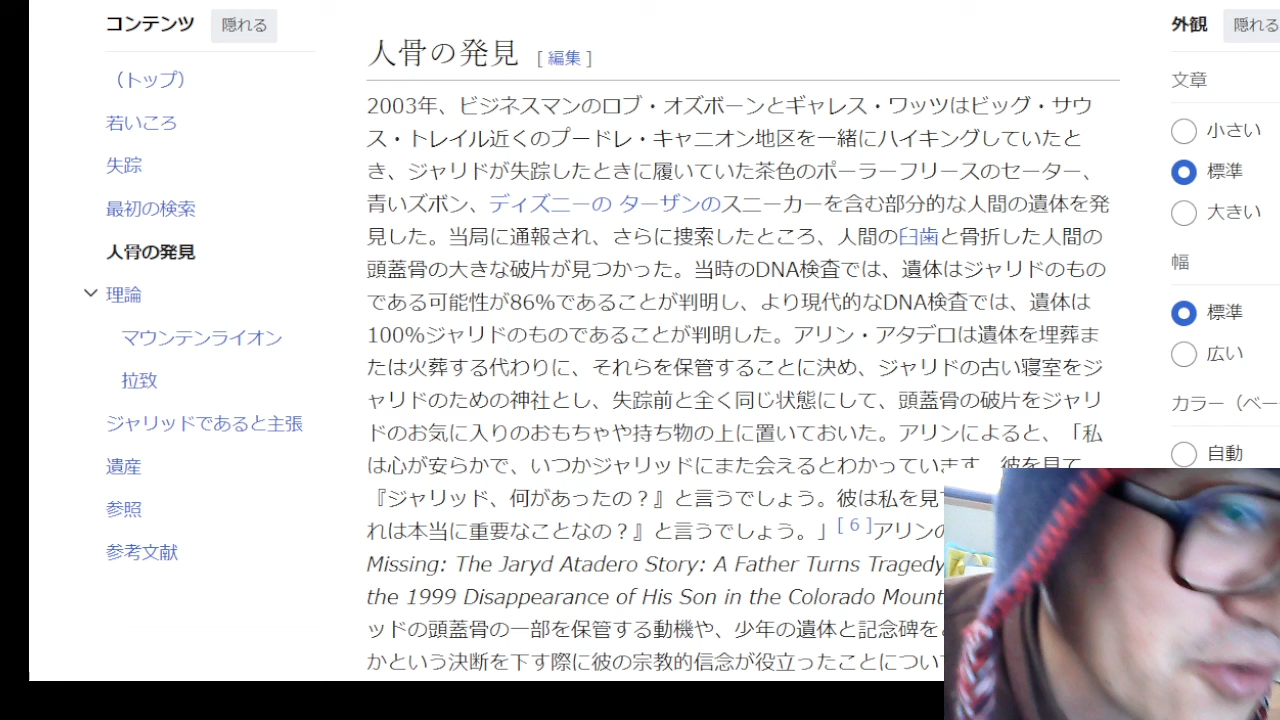 コンテンツ 隠れる
（トップ）
若いころ
失踪
最初の検索
人骨の発見
理論
マウンテンライオン
拉致
ジャリッドであると主張
遺産
参照
参考文献
人骨の発見 [ 編集 ]
2003年、ビジネスマンのロブ・オズボーンとギャレス・ワッツはビッグ・サウ
ス・トレイル近くのプードレ・キャニオン地区を一緒にハイキングしていたと
き、ジャリドが失踪したときに履いていた茶色のポーラーフリースのセーター、
青いズボン、ディズニーの ターザンのスニーカーを含む部分的な人間の遺体を発
見した。当局に通報され、さらに捜索したところ、人間の臼歯と骨折した人間の
頭蓋骨の大きな破片が見つかった。当時のDNA検査では、遺体はジャリドのもの
である可能性が86%であることが判明し、より現代的なDNA検査では、遺体は
100%ジャリドのものであることが判明した。アリン・アタデロは遺体を埋葬ま
たは火葬する代わりに、それらを保管することに決め、ジャリドの古い寝室をジ
ャリドのための神社とし、失踪前と全く同じ状態にして、頭蓋骨の破片をジャリ
ドのお気に入りのおもちゃや持ち物の上に置いておいた。アリンによると、「私
は心が安らかで、いつかジャリッドにまた会えるとわかっています。彼を見て
『ジャリッド、何があったの？』と言うでしょう。彼は私を見
れは本当に重要なことなの？』と言うでしょう。」[ 6 ]アリンの
Missing: The Jaryd Atadero Story: A Father Turns Tragedy
the 1999 Disappearance of His Son in the Colorado
ッドの頭蓋骨の一部を保管する動機や、少年の遺体と記念碑を
かという決断を下す際に彼の宗教的信念が役立ったことについ
外観 隠れる
文章
小さい
標準
大きい
幅
標準
広い
カラー（ベー
自動